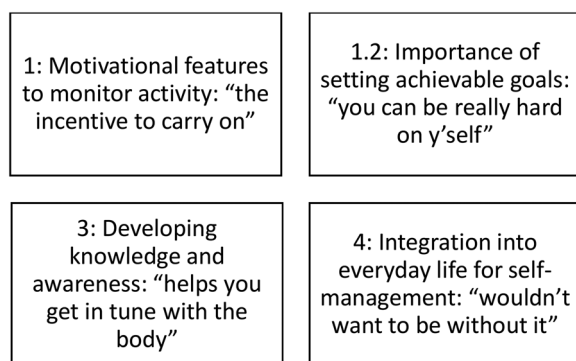 1: Motivational features
to monitor activity: “the
incentive to carry on”
1.2: Importance of
setting achievable goals:
“you can be really hard
on y’self”
3: Developing
knowledge and
awareness: “helps you
get in tune with the
body”
4: Integration into
everyday life for self-
management: “wouldn’t
want to be without it”